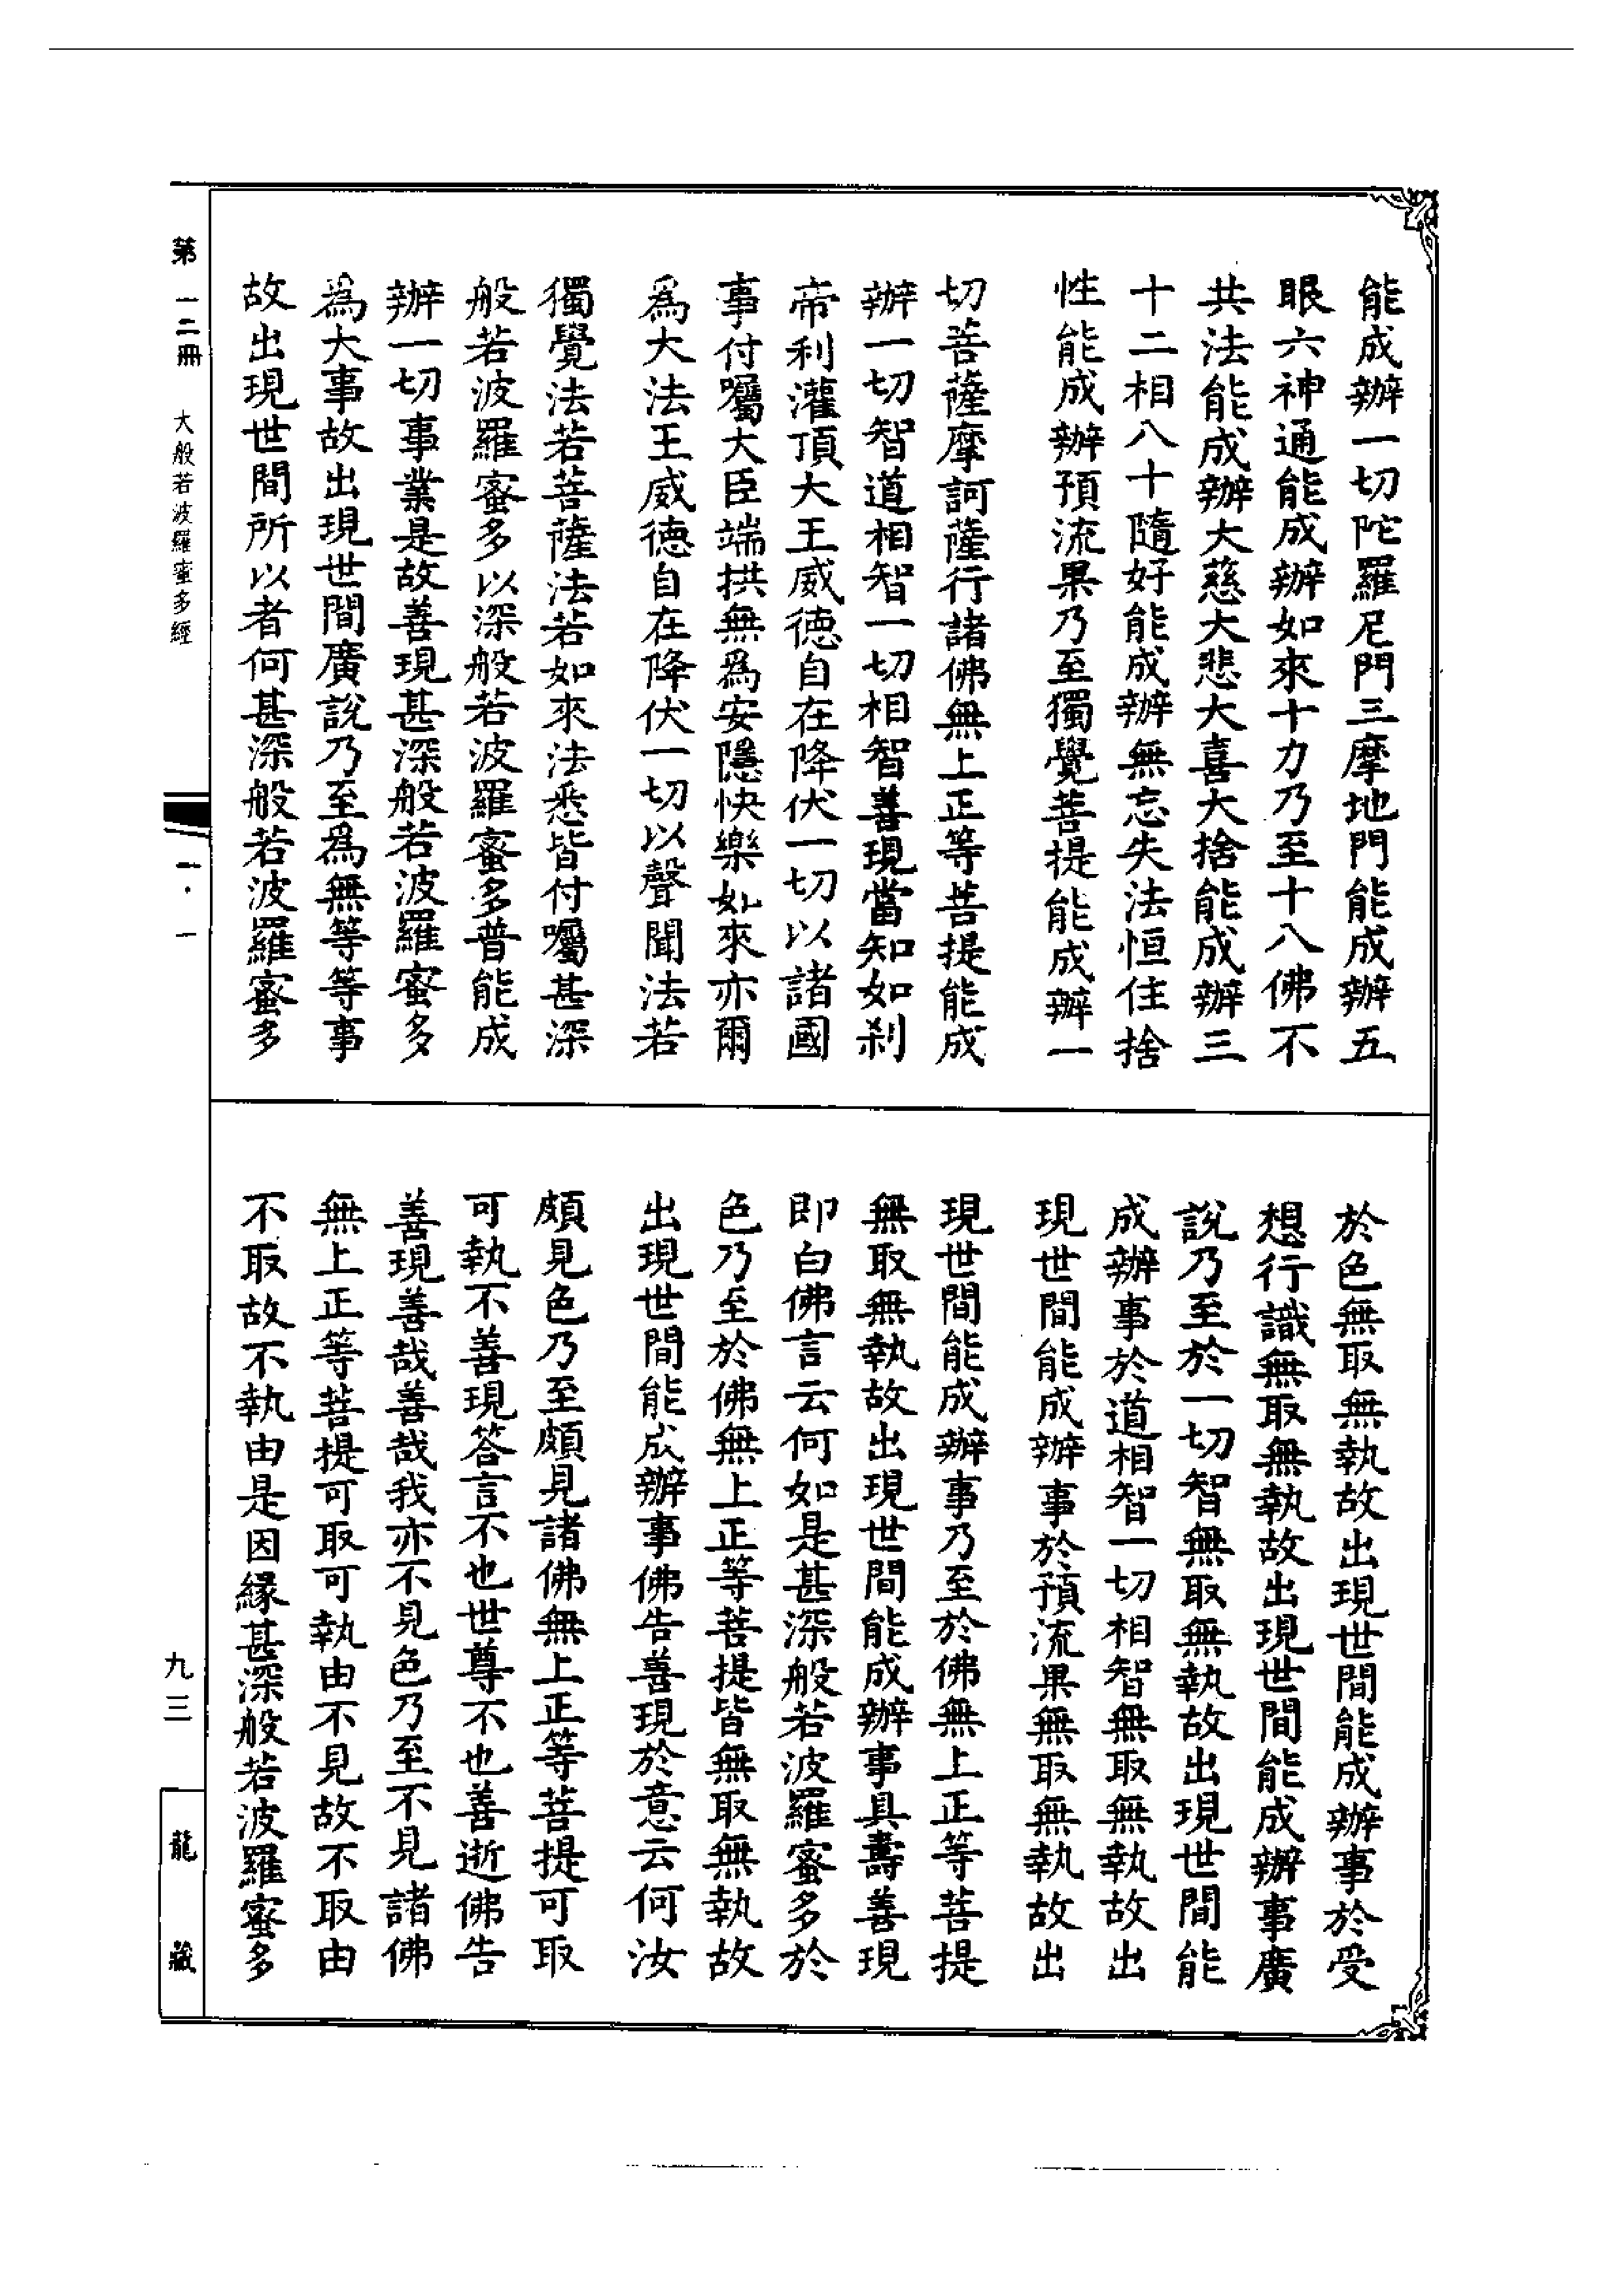 能成辦一切陀羅尼門三摩地門能成辦五
眼六神通能成辦如來十力乃至十八佛不
共法能成辦大慈大悲大喜大捨能成辦三
十二相八十隨好能成辦無忘失法恒住捨
性能成辦預流果乃至獨覺菩提能成辦一
切菩薩摩訶薩行諸佛無上正等菩提能成
辦一切智道相智一切相智善現當知如剎
帝利灌頂大王威德自在降伏一切以諸國
事付囑大臣端拱無為安隱快樂如來亦爾
為大法王威德自在降伏一切以聲聞法若
獨覺法若菩薩法若如來法悉皆付囑甚深
般若波羅蜜多以深般若波羅蜜多普能成
辦一切事業是故善現甚深般若波羅蜜多
為大事故出現世間廣說乃至為無等等事
故出現世間所以者何甚深般若波羅蜜多
於色無取無執故出現世間能成辦事於受
想行識無取無執故出現世間能成辦事廣
說乃至於一切智無取無執故出現世間能
成辦事於道相智一切相智無取無執故出
現世間能成辦事於預流果無取無執故出
現世間能成辦事乃至於佛無上正等菩提
無取無執故出現世間能成辦事具壽善現
即白佛言云何如是甚深般若波羅蜜多於
色乃至於佛無上正等菩提皆無取無執故
出現世間能成辦事佛告善現於意云何汝
頗見色乃至頗見諸佛無上正等菩提可取
可執不善現答言不也世尊不也善逝佛告
善現善哉善哉我亦不見色乃至不見諸佛
無上正等菩提可取可執由不見故不取由
不取故不執由是因緣甚深般若波羅蜜多
第一二冊 大般若波羅蜜多經 一·一
九三
龍藏